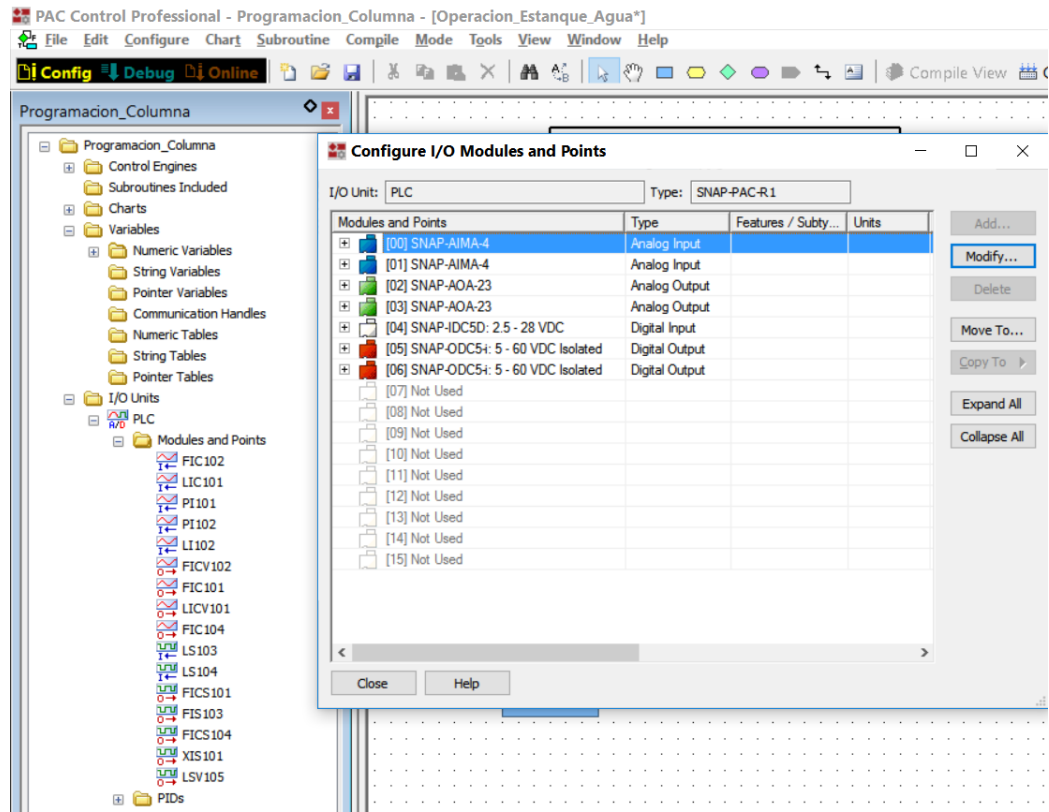 PAC Control Professional - Programacion_Columna - [Operacion_Estanque_Agua*]
File Edit Configure Chart Subroutine Compile Mode Tools View Window Help
Config Debug Online Compile View
Programacion_Columna
Programacion_Columna
Control Engines
Subroutines Included
Charts
Variables
Numeric Variables
String Variables
Pointer Variables
Communication Handles
Numeric Tables
String Tables
Pointer Tables
I/O Units
PLC
Modules and Points
FIC102
LIC101
PI101
PI102
LI102
FICV102
FIC101
LICV101
FIC104
LS103
LS104
FICS101
FIS103
FICS104
XIS101
LSV105
PIDs
Configure I/O Modules and Points
I/O Unit: PLC Type: SNAP-PAC-R1
Modules and Points Type Features / Subty... Units
[00] SNAP-AIMA-4 Analog Input
[01] SNAP-AIMA-4 Analog Input
[02] SNAP-AOA-23 Analog Output
[03] SNAP-AOA-23 Analog Output
[04] SNAP-IDC5D: 2.5 - 28 VDC Digital Input
[05] SNAP-ODC5-i: 5 - 60 VDC Isolated Digital Output
[06] SNAP-ODC5-i: 5 - 60 VDC Isolated Digital Output
[07] Not Used
[08] Not Used
[09] Not Used
[10] Not Used
[11] Not Used
[12] Not Used
[13] Not Used
[14] Not Used
[15] Not Used
Add...
Modify...
Delete
Move To...
Copy To
Expand All
Collapse All
Close Help